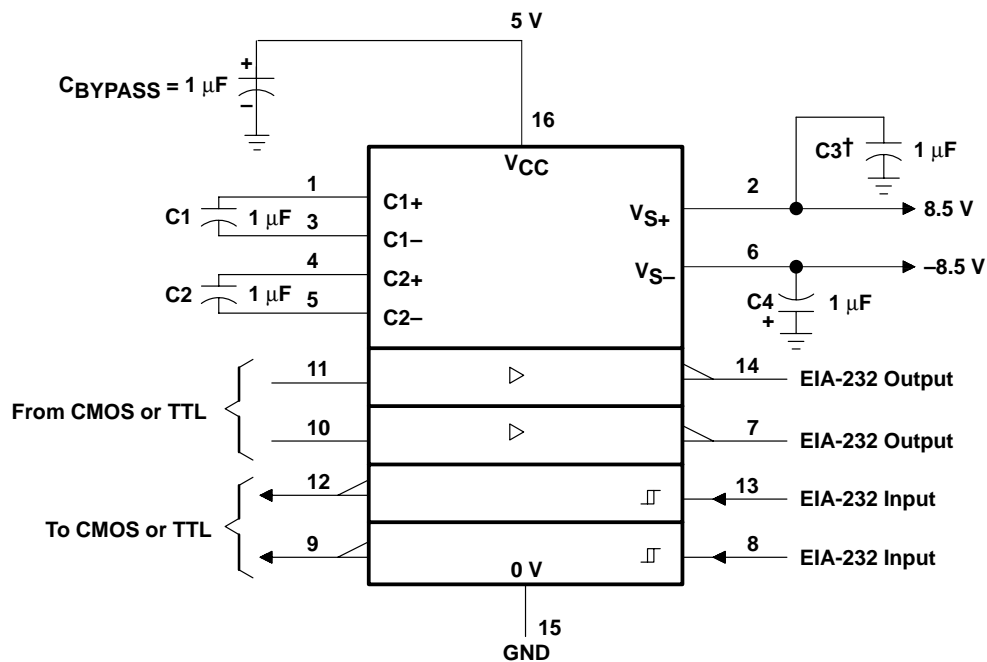 5 V
CBYPASS = 1 µF
+
–
16
VCC
C3† 1 µF
1
C1+
2
VS+
8.5 V
C1 1 µF
3
C1–
4
C2+
6
VS–
–8.5 V
C2 1 µF
5
C2–
C4 1 µF
+
11
14
EIA-232 Output
From CMOS or TTL
10
7
EIA-232 Output
12
13
EIA-232 Input
To CMOS or TTL
9
8
EIA-232 Input
0 V
15
GND